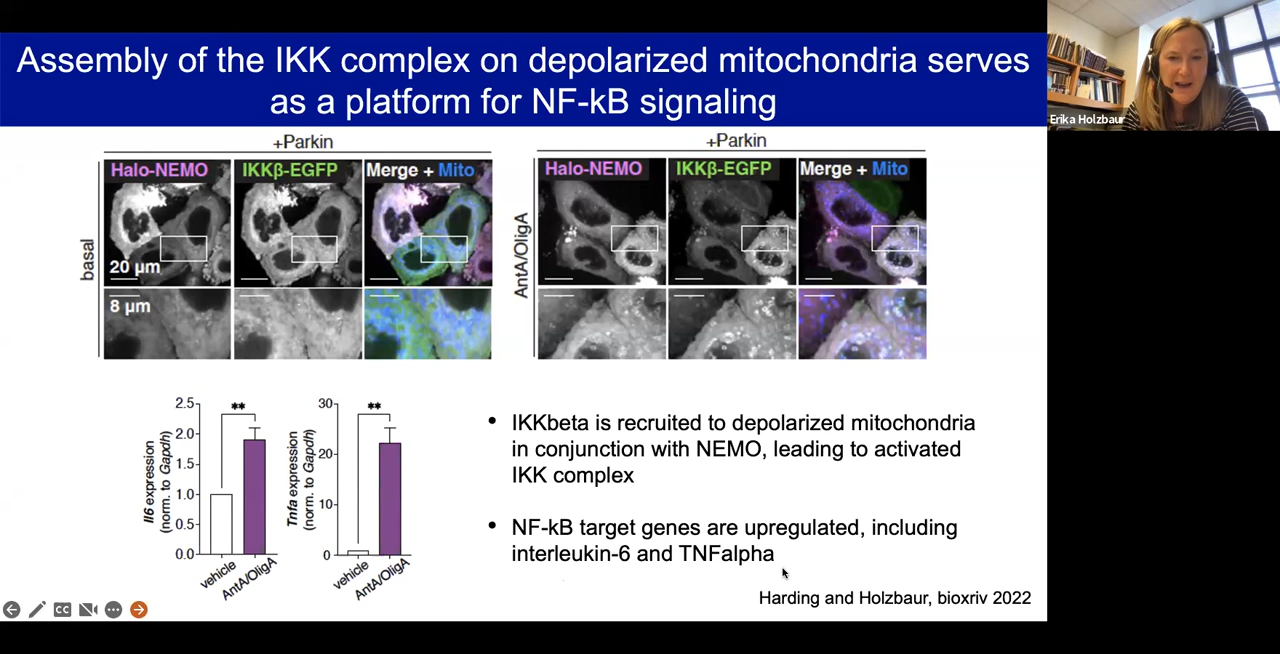 Assembly of the IKK complex on depolarized mitochondria serves
as a platform for NF-kB signaling
Erika Holzbaur
+Parkin
Halo-NEMO
IKKβ-EGFP
Merge + Mito
basal
20 μm
8 μm
+Parkin
Halo-NEMO
IKKβ-EGFP
Merge + Mito
AntA/OligA
2.5
2.0
1.5
1.0
0.5
0.0
Il6 expression
(norm. to Gapdh)
**
vehicle
AntA/OligA
30
20
10
0
Tnfa expression
(norm. to Gapdh)
**
vehicle
AntA/OligA
• IKKbeta is recruited to depolarized mitochondria
in conjunction with NEMO, leading to activated
IKK complex
• NF-kB target genes are upregulated, including
interleukin-6 and TNFalpha
Harding and Holzbaur, bioxriv 2022
CC